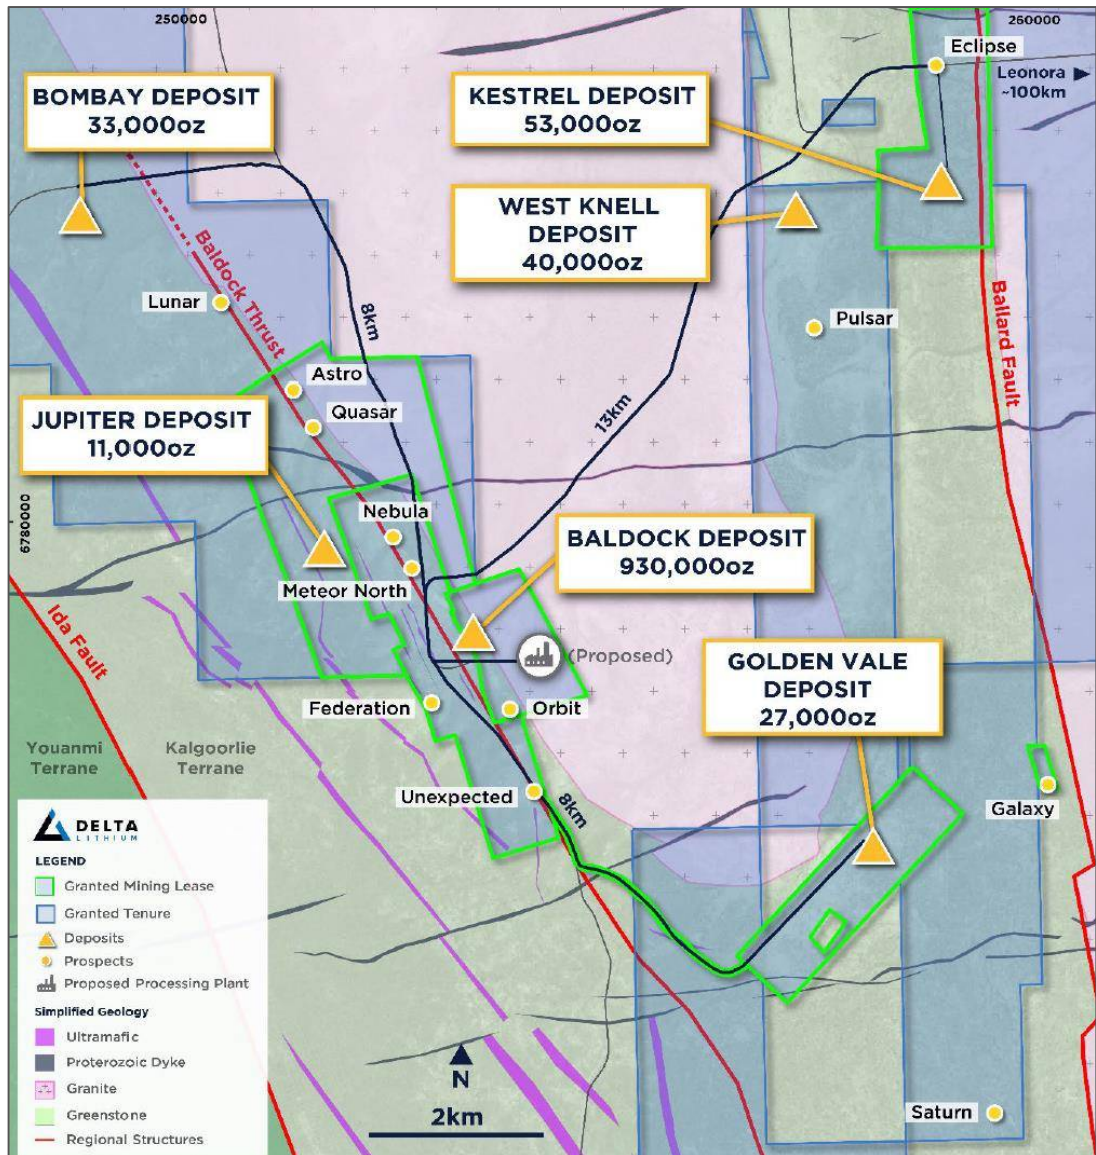 250000
260000
Eclipse
Leonora
~100km
BOMBAY DEPOSIT
33,000oz
KESTREL DEPOSIT
53,000oz
WEST KNELL
DEPOSIT
40,000oz
Baldock Thrust
Lunar
8km
Pulsar
Ballard Fault
Astro
Quasar
13km
JUPITER DEPOSIT
11,000oz
6780000
Nebula
BALDOCK DEPOSIT
930,000oz
Meteor North
Ida Fault
(Proposed)
GOLDEN VALE
DEPOSIT
27,000oz
Federation
Orbit
Youanmi
Terrane
Kalgoorlie
Terrane
Unexpected
8km
Galaxy
DELTA
LITHIUM
LEGEND
Granted Mining Lease
Granted Tenure
Deposits
Prospects
Proposed Processing Plant
Simplified Geology
Ultramafic
Proterozoic Dyke
Granite
Greenstone
Regional Structures
N
2km
Saturn